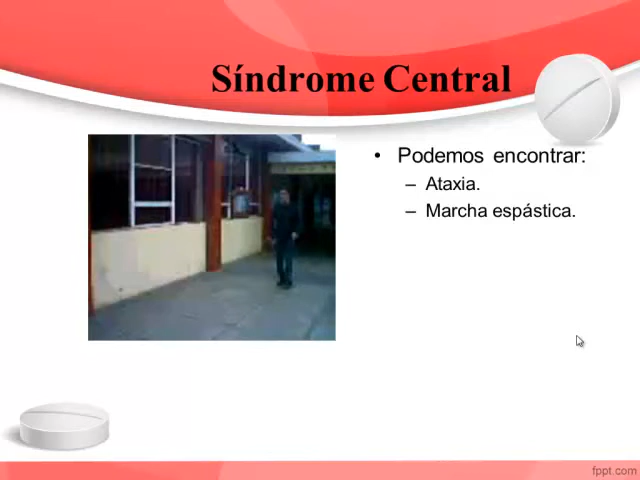 Síndrome Central
• Podemos encontrar:
– Ataxia.
– Marcha espástica.
fppt.com